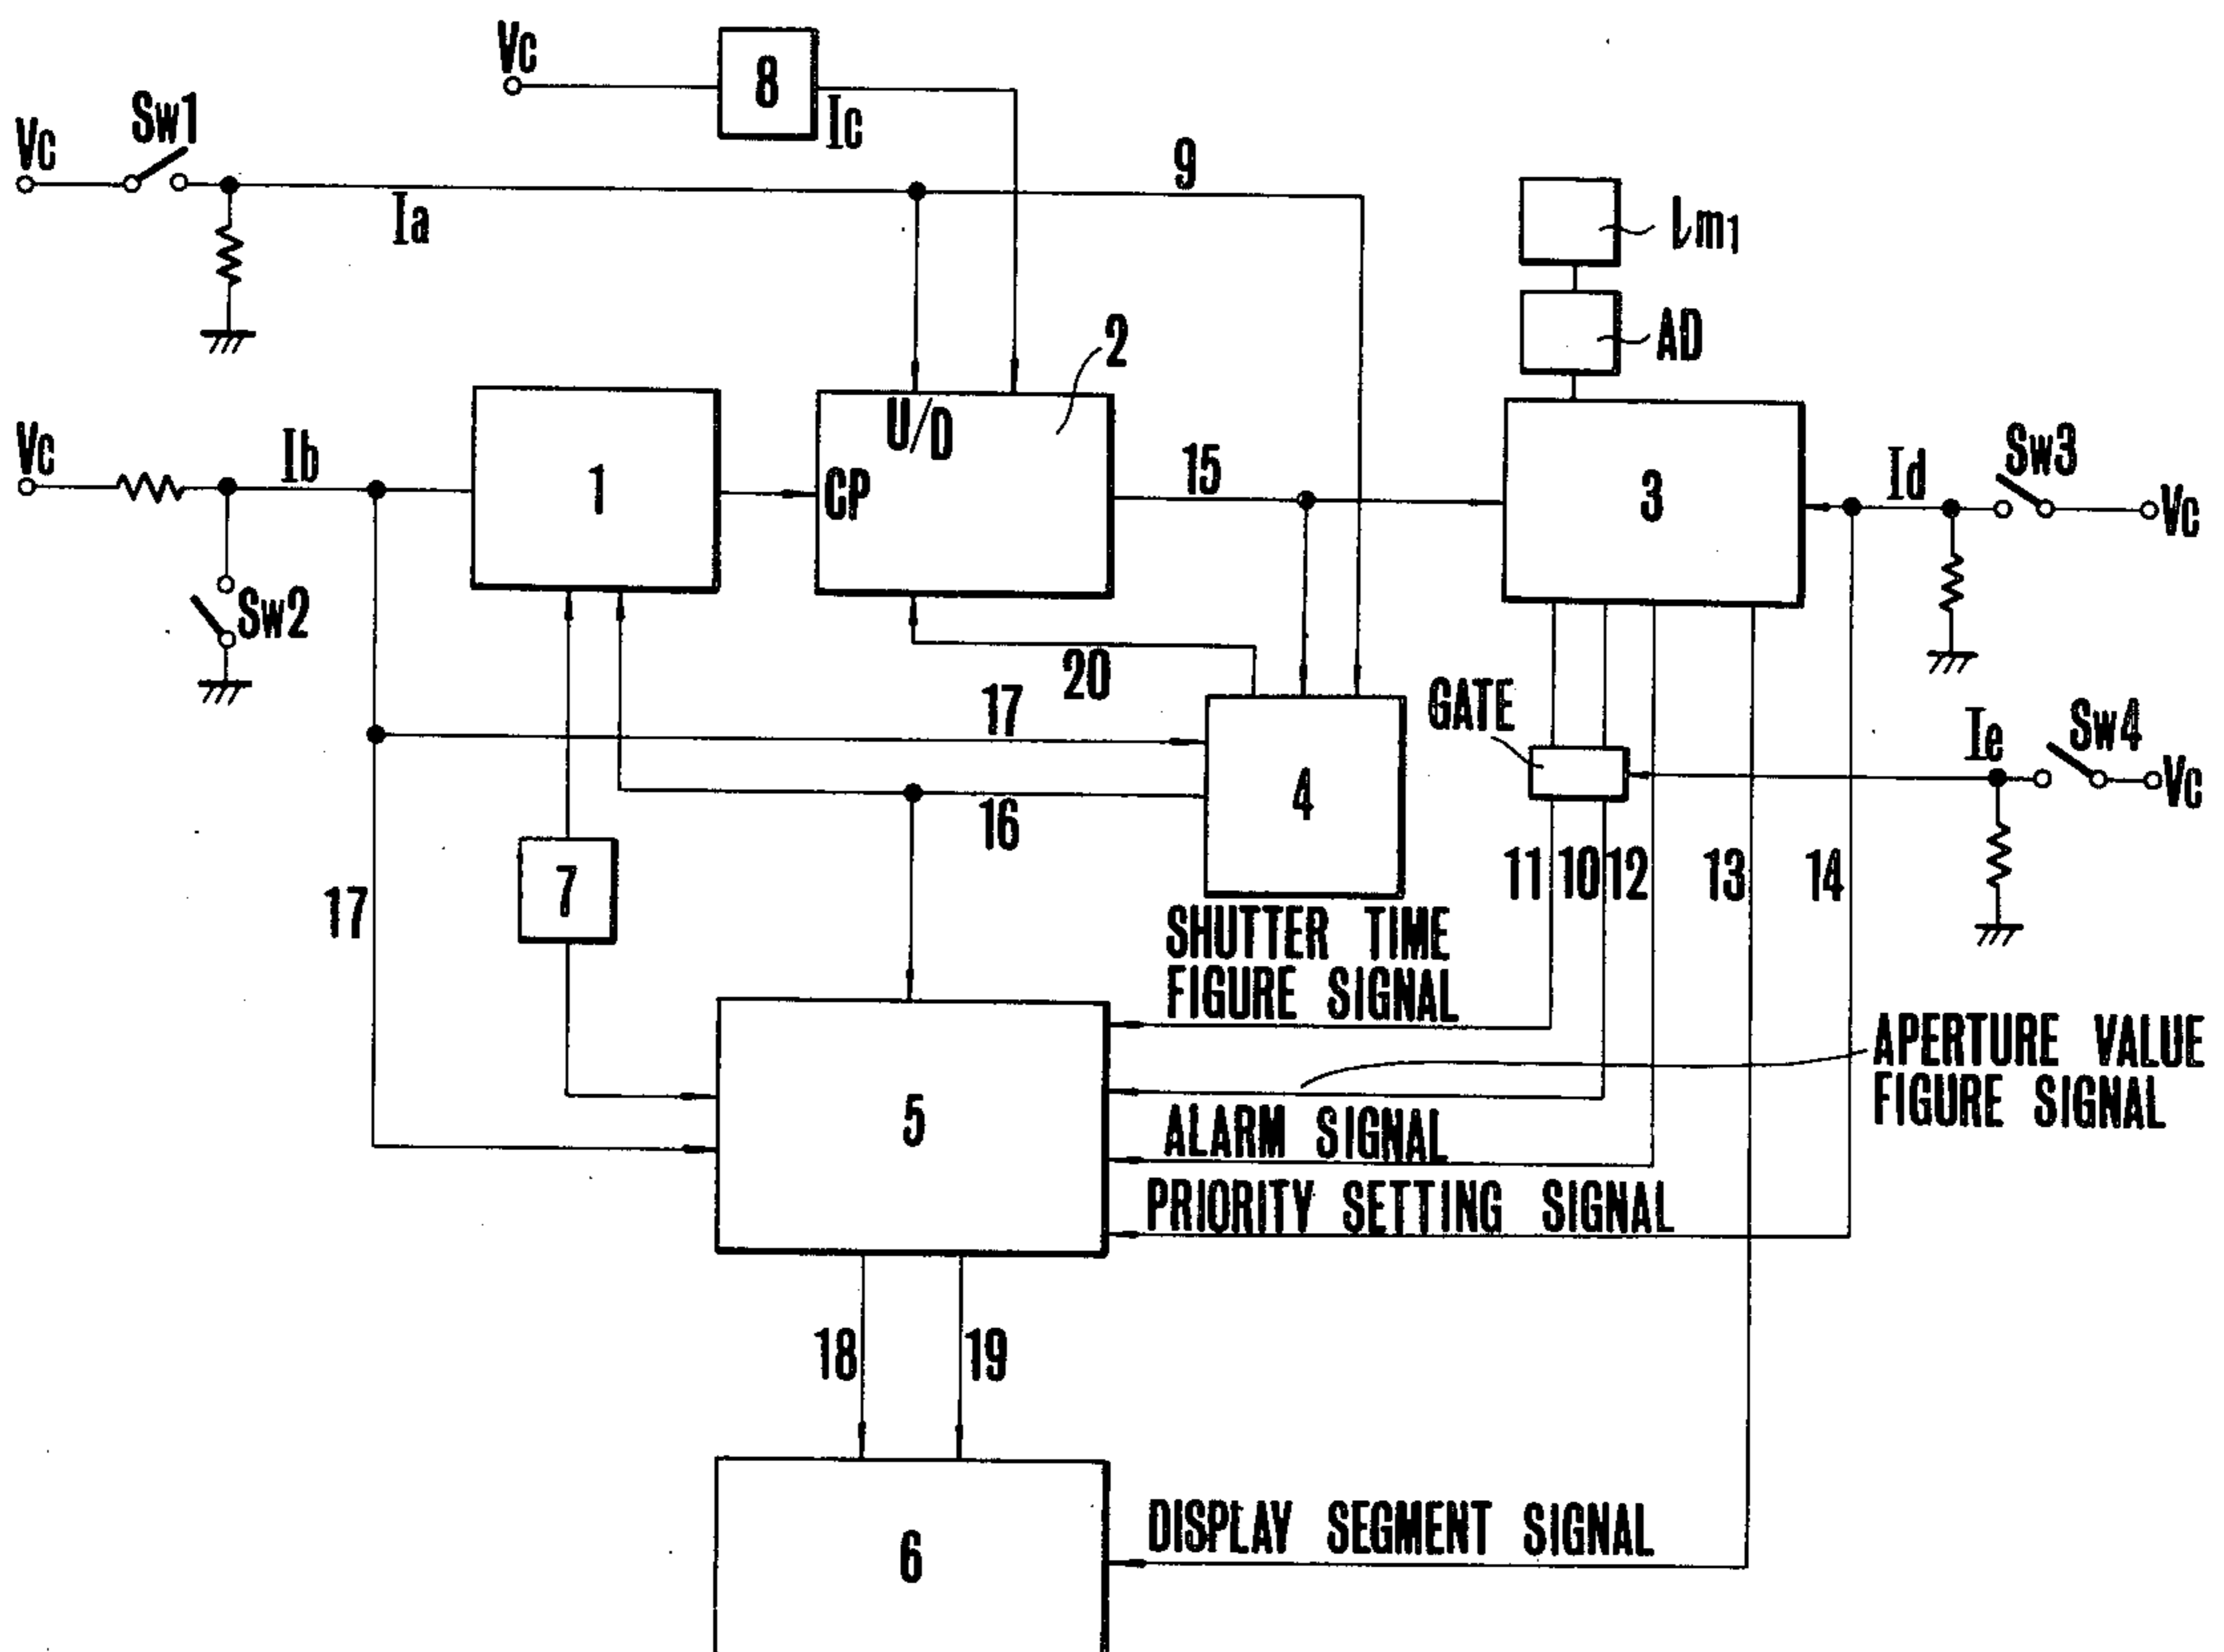 Vc
8
Ic
Vc
Sw1
Ia
9
lm1
AD
2
Vc
Ib
1
CP
U/D
15
3
Id
Sw3
Vc
Sw2
20
17
GATE
4
Ie
Sw4
Vc
16
7
17
11
10
12
13
14
SHUTTER TIME
FIGURE SIGNAL
APERTURE VALUE
FIGURE SIGNAL
5
ALARM SIGNAL
PRIORITY SETTING SIGNAL
18
19
6
DISPLAY SEGMENT SIGNAL